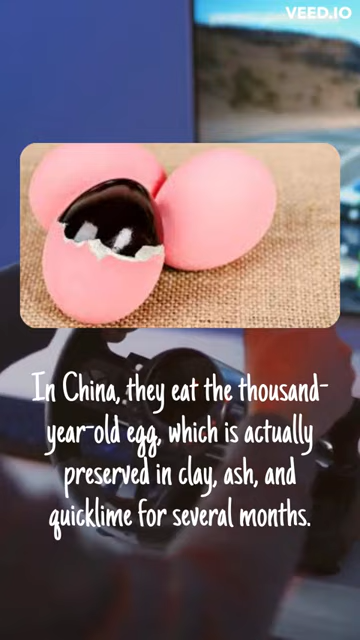 VEED.IO
In China, they eat the thousand-
year-old egg, which is actually
preserved in clay, ash, and
quicklime for several months.